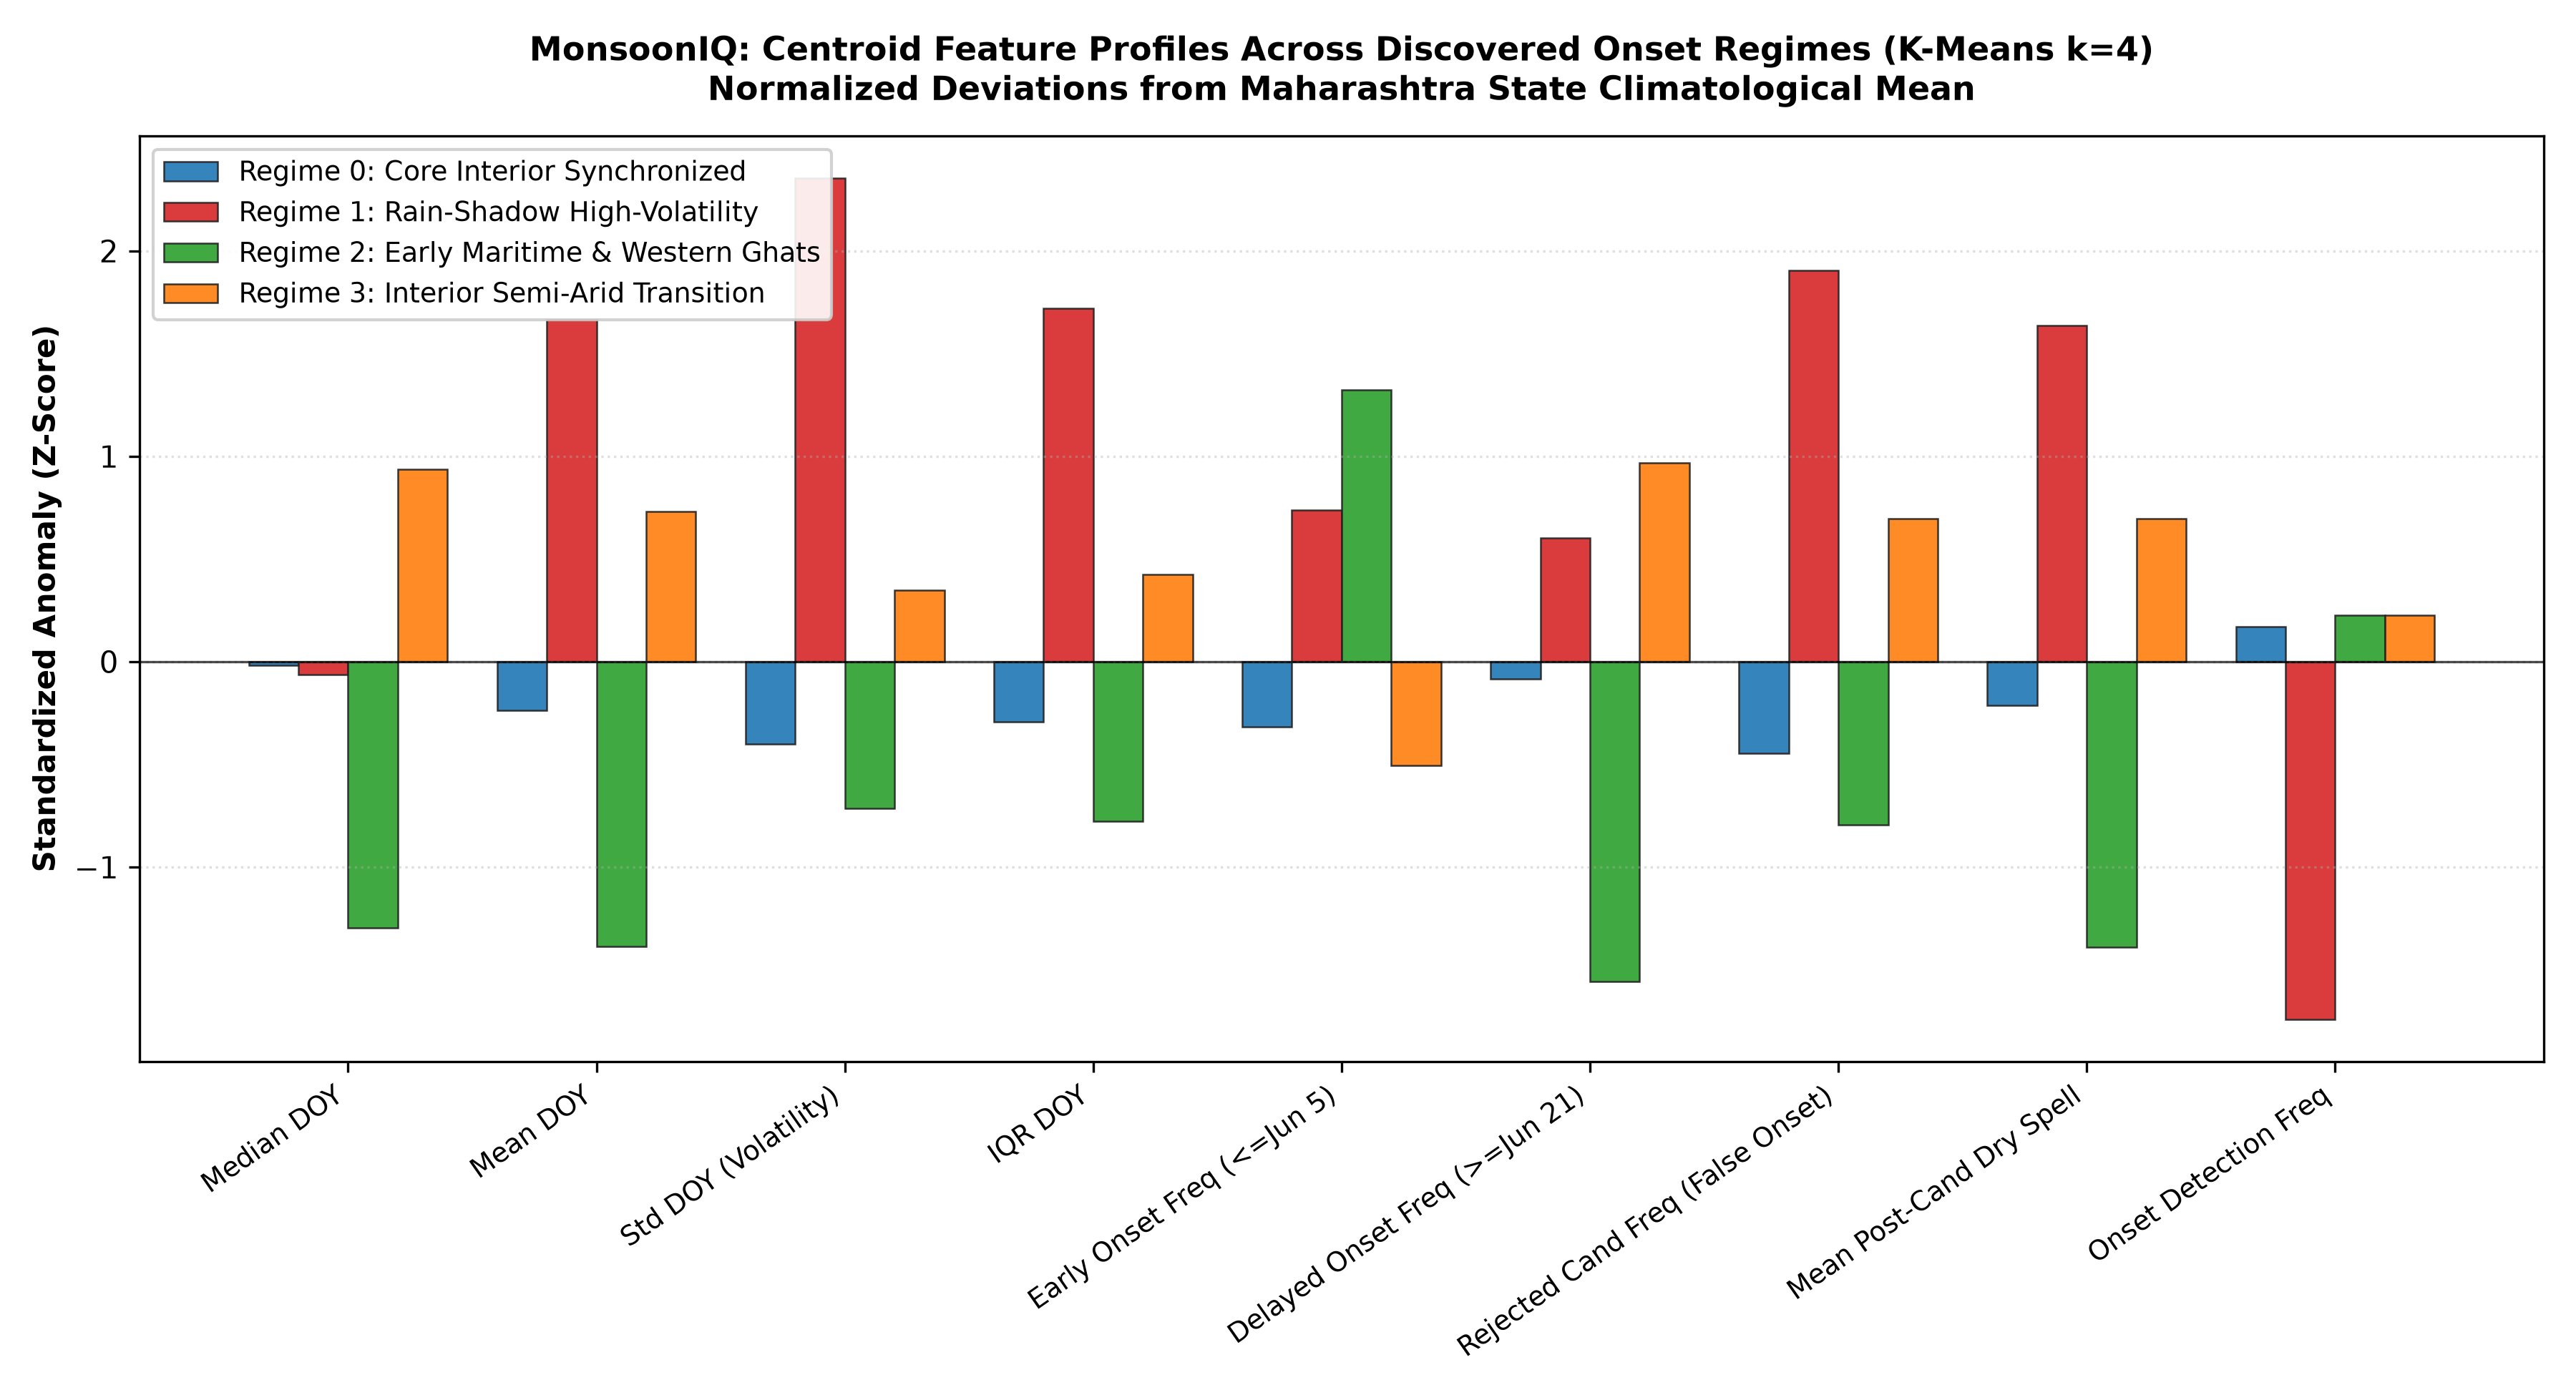 MonsoonIQ: Centroid Feature Profiles Across Discovered Onset Regimes (K-Means k=4)
Normalized Deviations from Maharashtra State Climatological Mean
Regime 0: Core Interior Synchronized
Regime 1: Rain-Shadow High-Volatility
Regime 2: Early Maritime & Western Ghats
Regime 3: Interior Semi-Arid Transition
Standardized Anomaly (Z-Score)
2
1
0
−1
Median DOY
Mean DOY
Std DOY (Volatility)
IQR DOY
Early Onset Freq (<=Jun 5)
Delayed Onset Freq (>=Jun 21)
Rejected Cand Freq (False Onset)
Mean Post-Cand Dry Spell
Onset Detection Freq